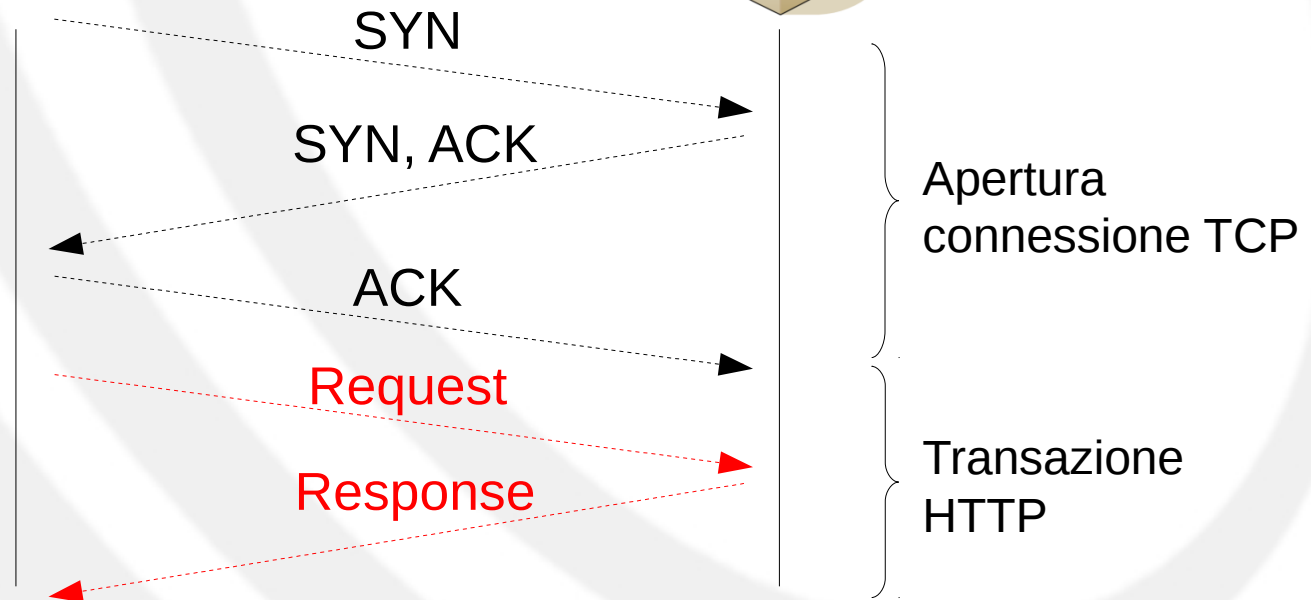 SYN
SYN, ACK
Apertura
connessione TCP
ACK
Request
Response
Transazione
HTTP